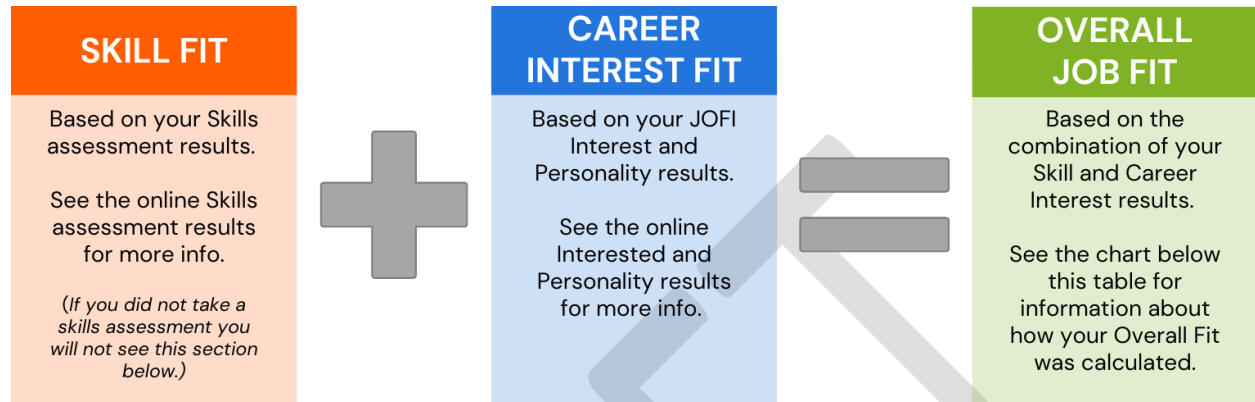 SKILL FIT
Based on your Skills
assessment results.
See the online Skills
assessment results
for more info.
(If you did not take a
skills assessment you
will not see this section
below.)
CAREER
INTEREST FIT
Based on your JOFI
Interest and
Personality results.
See the online
Interested and
Personality results
for more info.
OVERALL
JOB FIT
Based on the
combination of your
Skill and Career
Interest results.
See the chart below
this table for
information about
how your Overall Fit
was calculated.